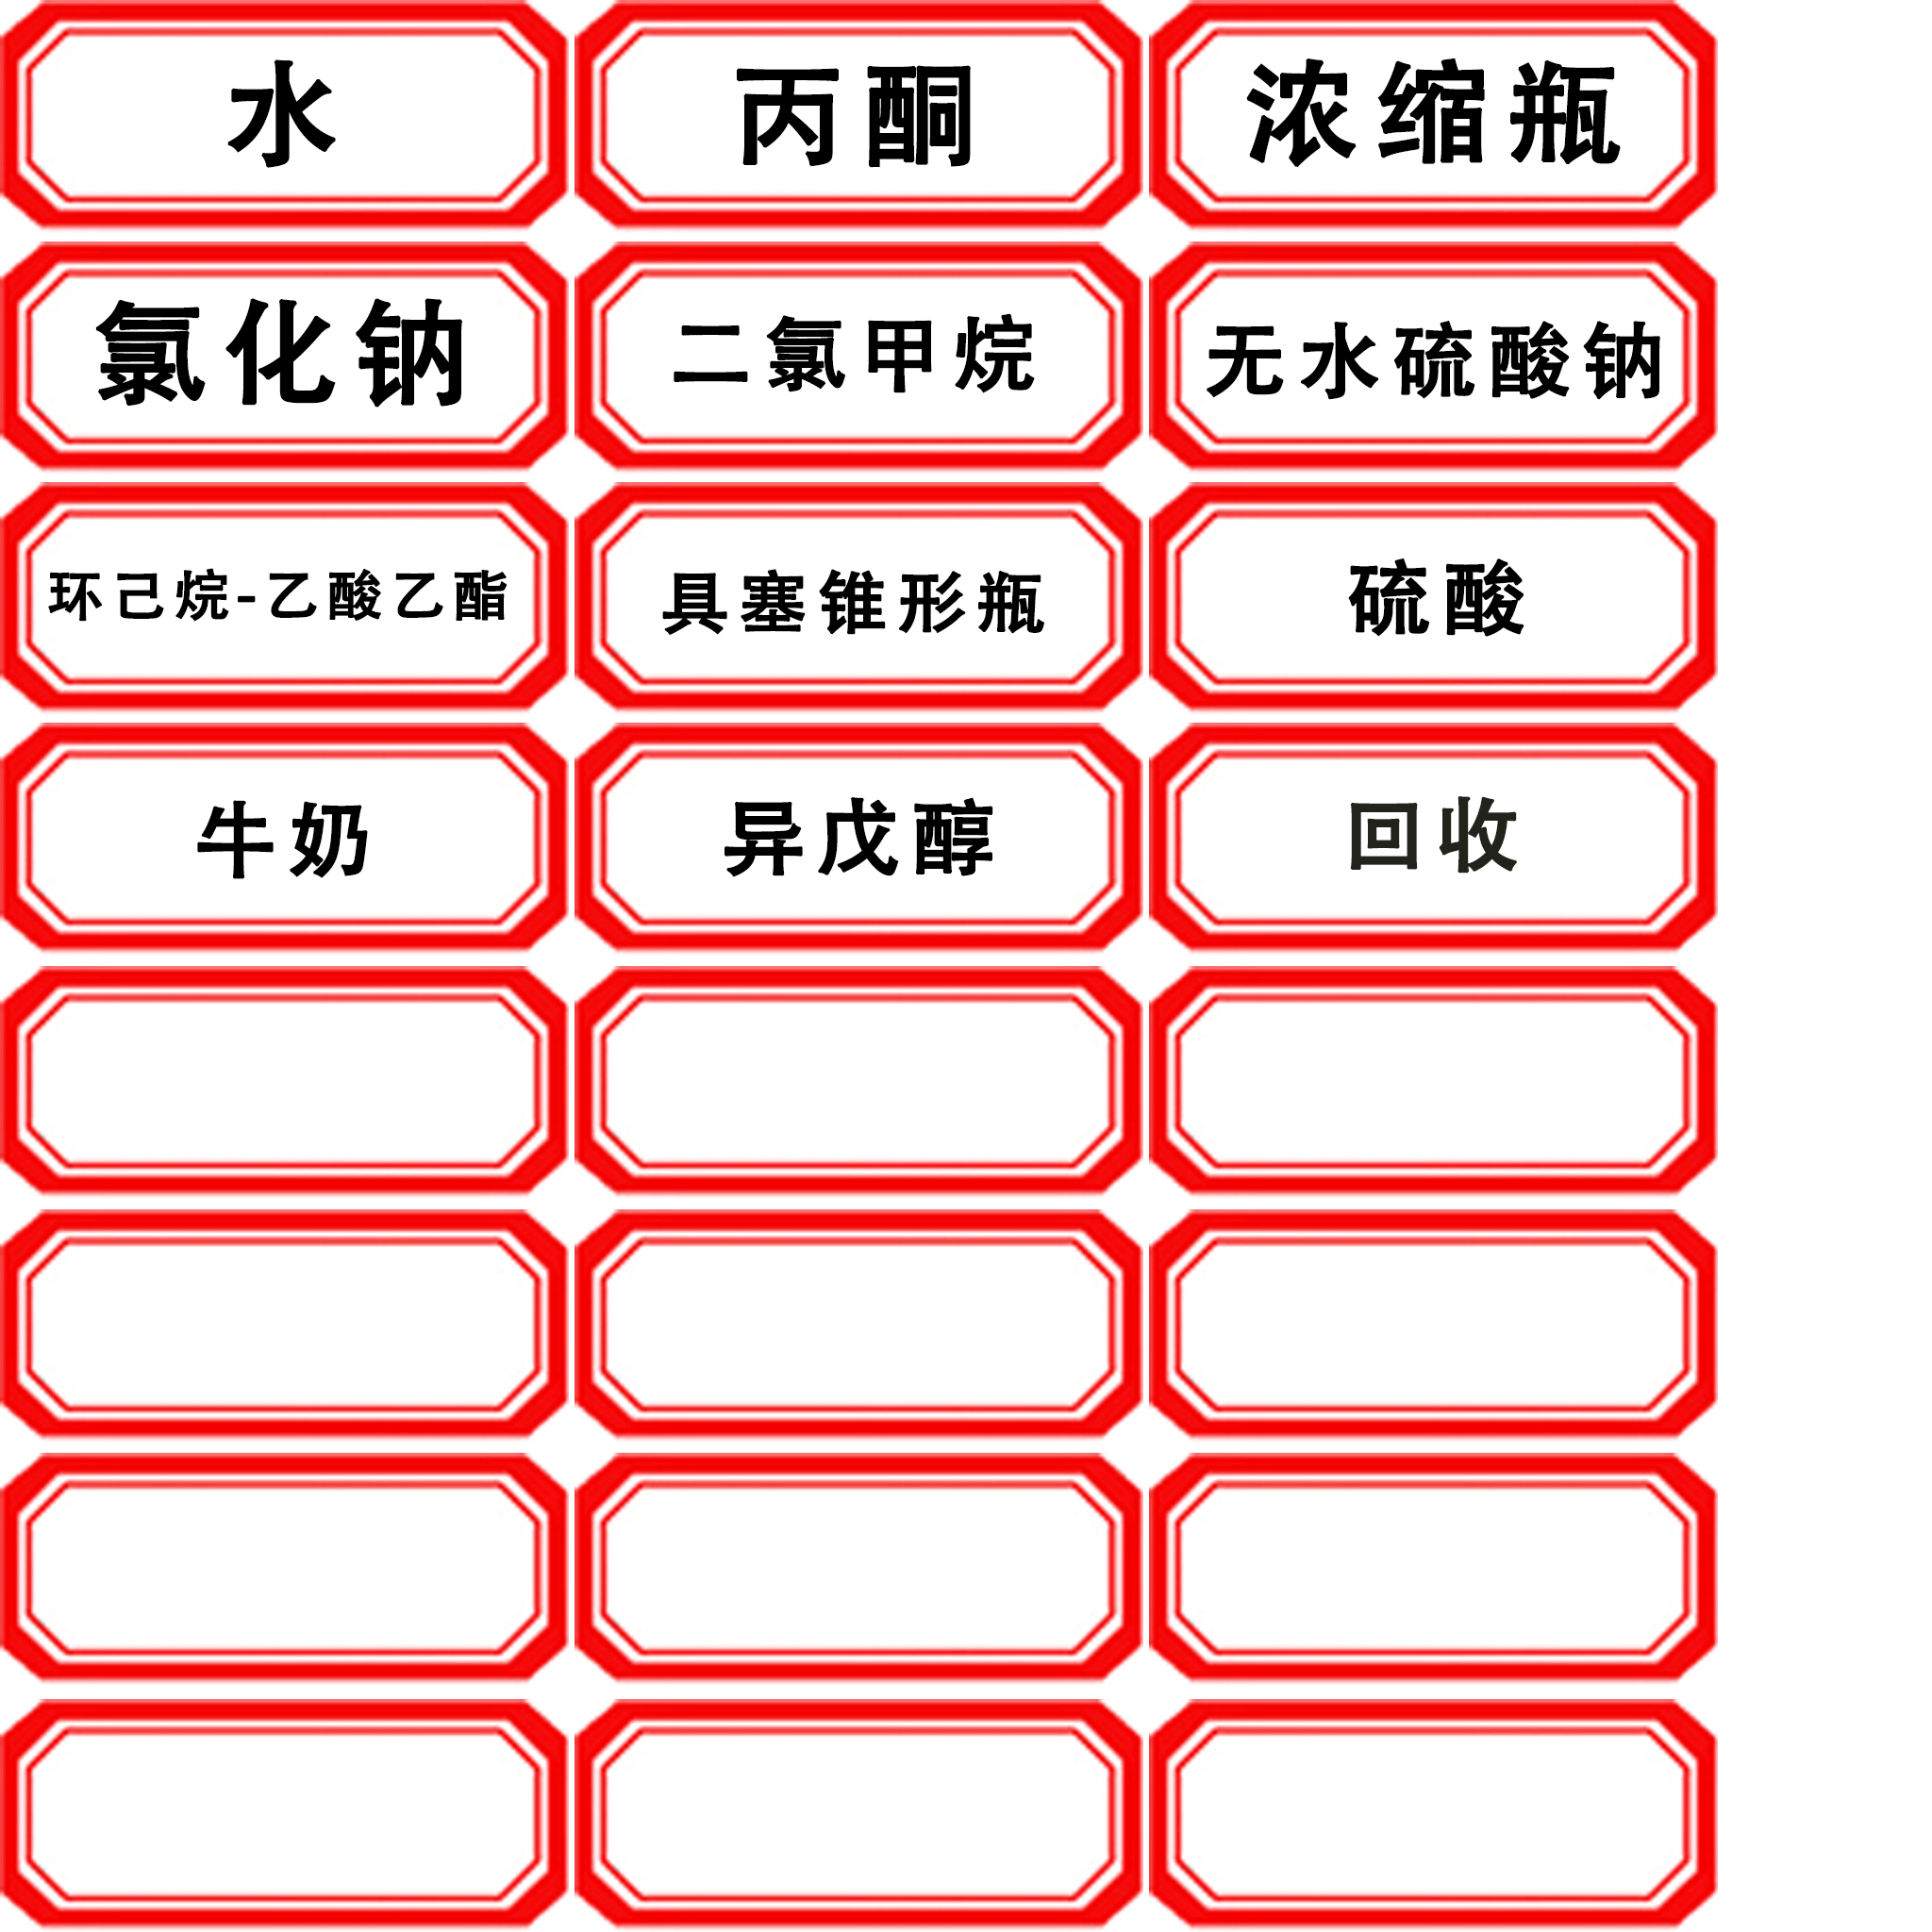 水
丙酮
浓缩瓶
氯化钠
二氯甲烷
无水硫酸钠
环己烷-乙酸乙酯
具塞锥形瓶
硫酸
牛奶
异戊醇
回收